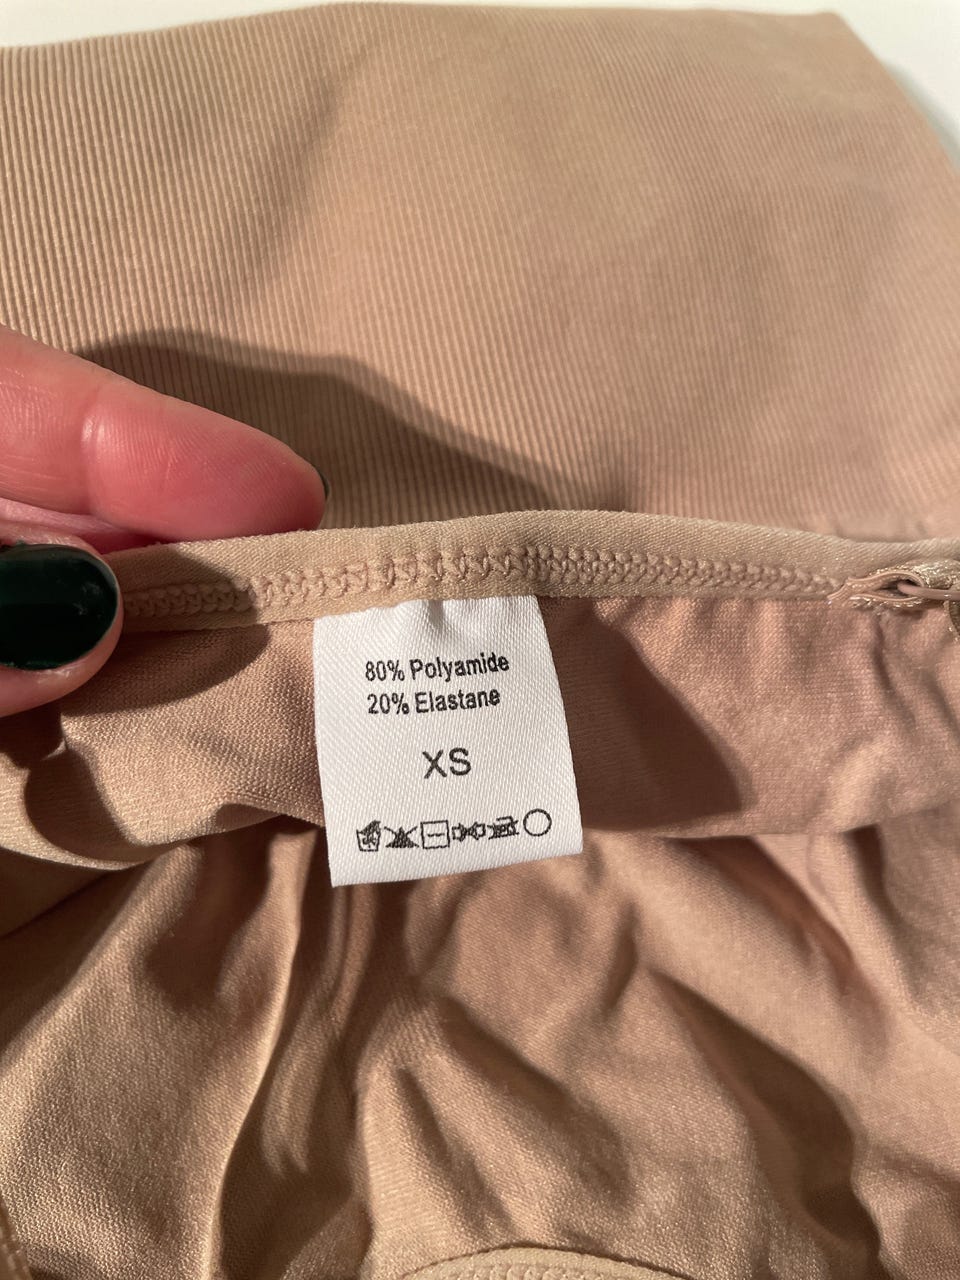 80% Polyamide
20% Elastane
XS